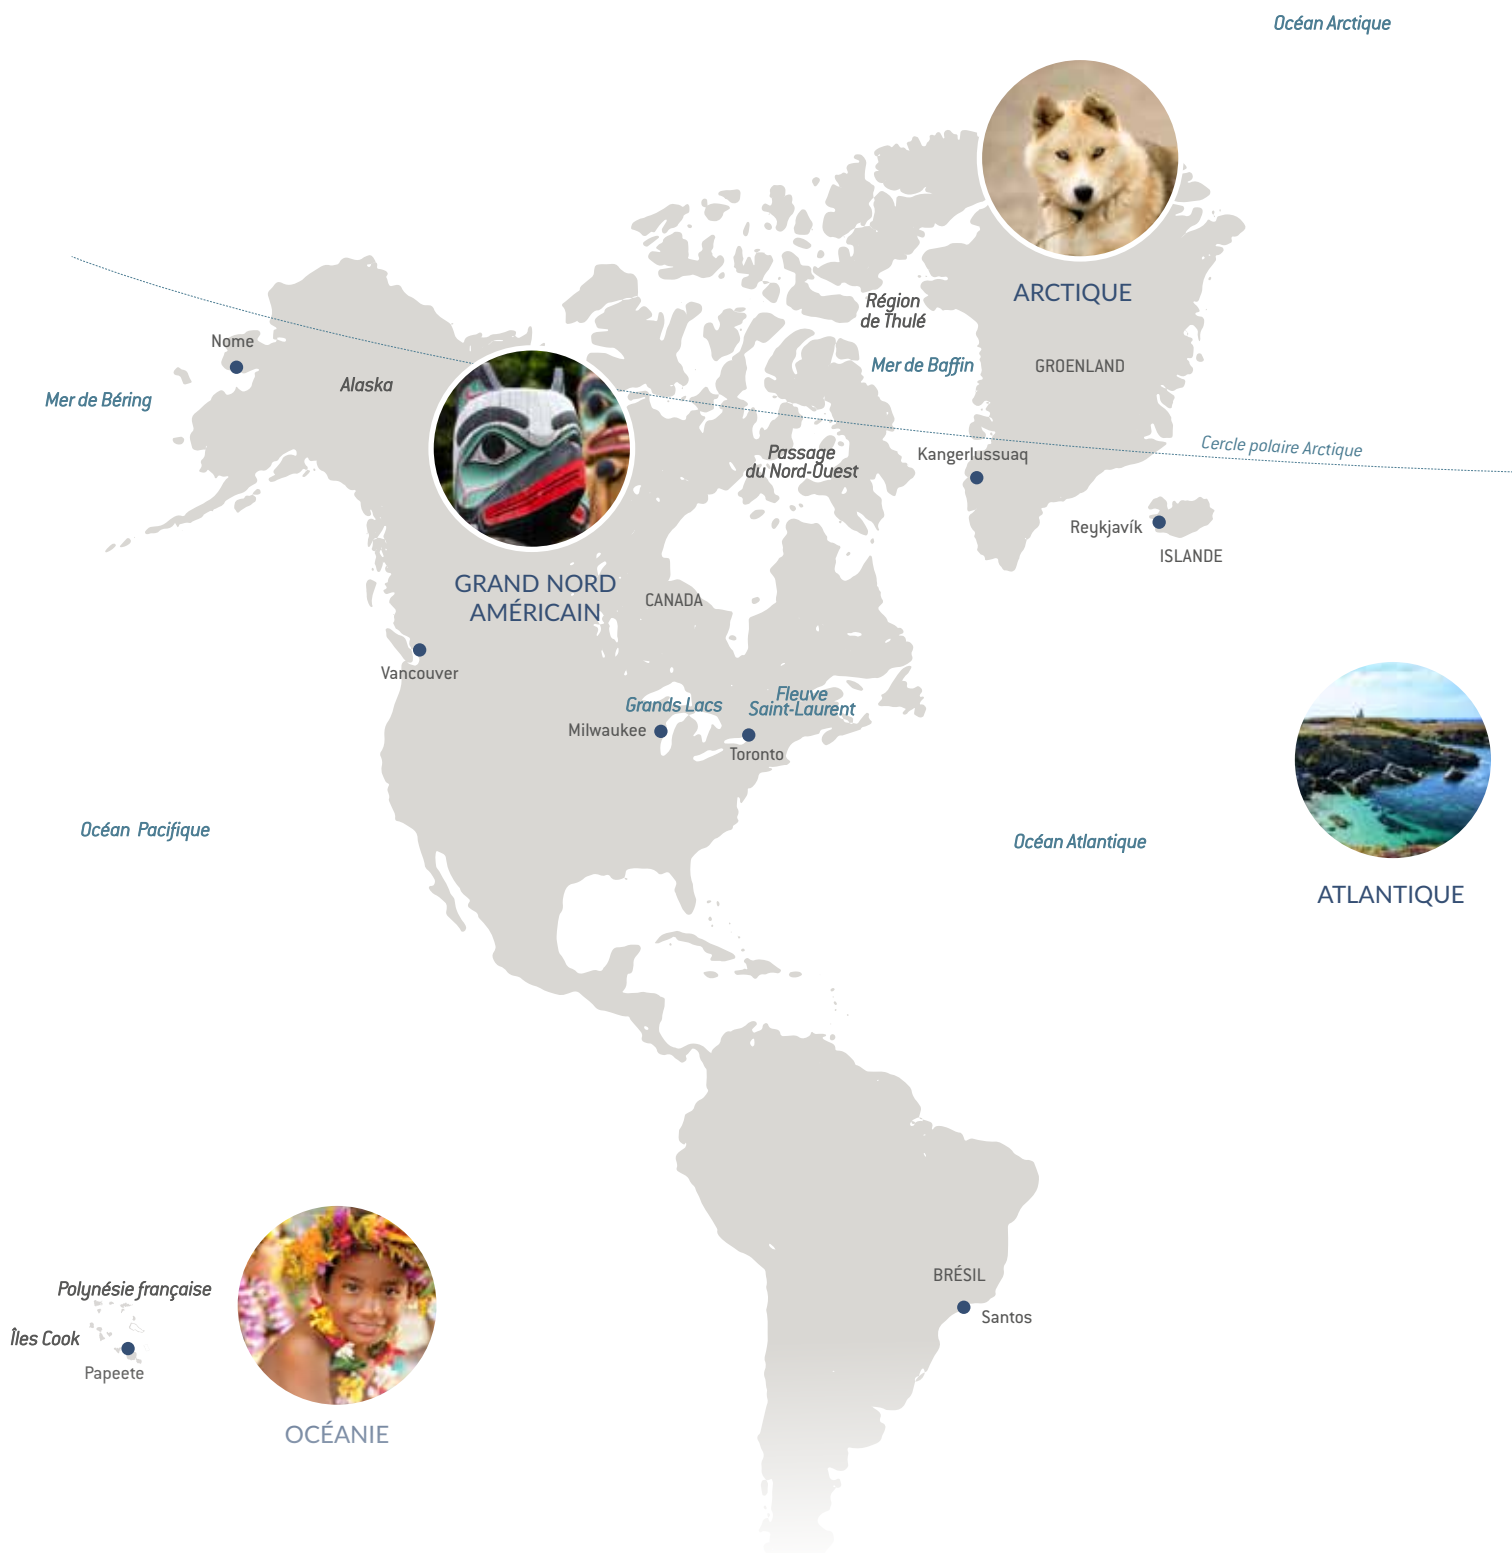 Océan Arctique
ARCTIQUE
Région
de Thulé
Nome
Mer de Baffin
GROENLAND
Alaska
Mer de Béring
Cercle polaire Arctique
Passage
du Nord-Ouest
Kangerlussuaq
Reykjavík
ISLANDE
GRAND NORD
AMÉRICAIN
CANADA
Vancouver
Grands Lacs
Fleuve
Saint-Laurent
Milwaukee
Toronto
Océan Pacifique
Océan Atlantique
ATLANTIQUE
BRÉSIL
Santos
Polynésie française
Îles Cook
Papeete
OCÉANIE